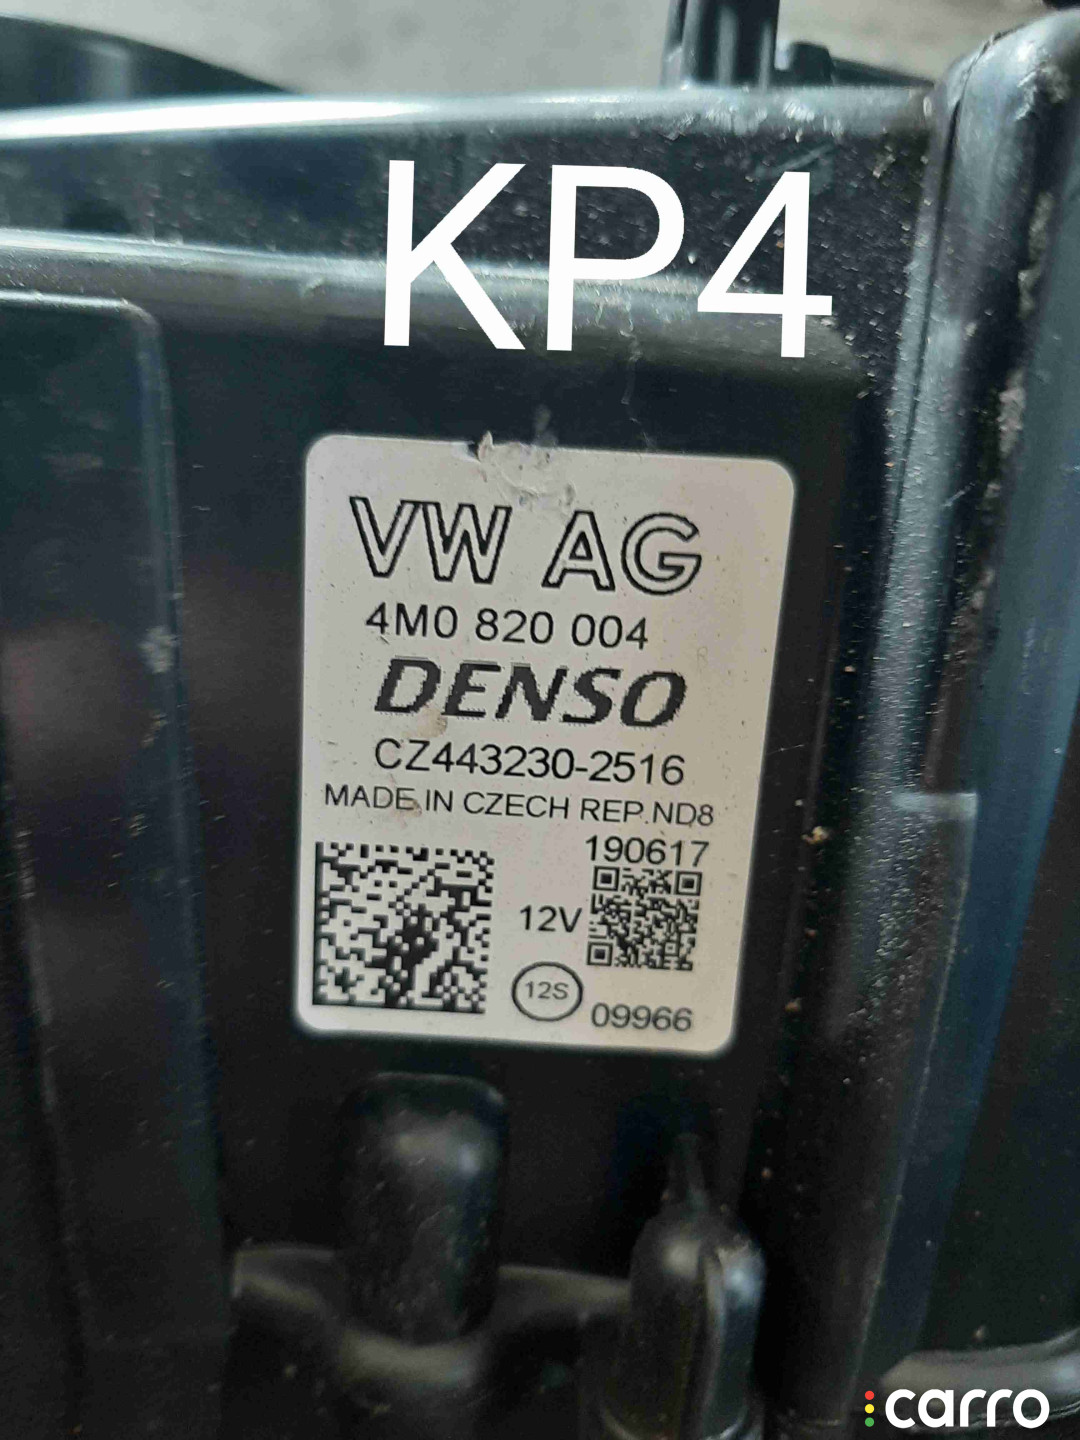 KP4
VW AG
4M0 820 004
DENSO
CZ443230-2516
MADE IN CZECH REP.ND8
190617
12V
12S
09966
carro